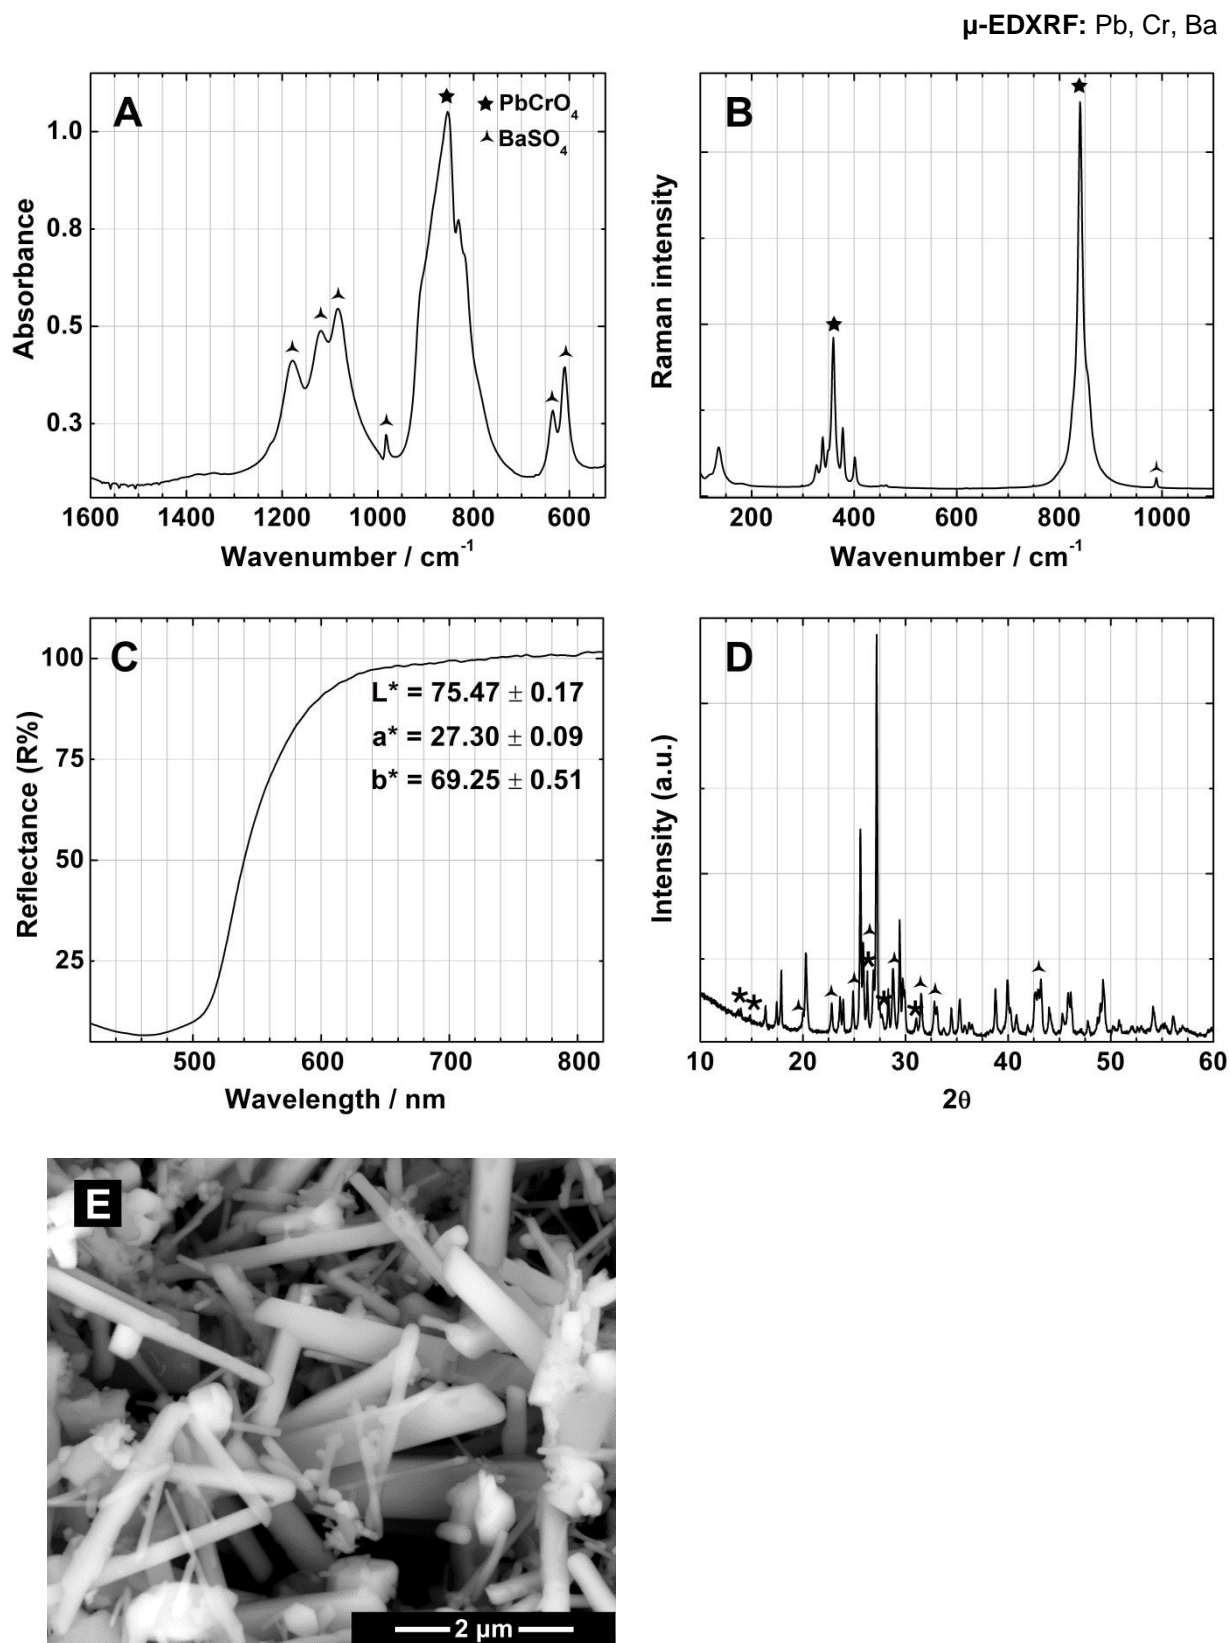 μ-EDXRF: Pb, Cr, Ba
A
★ PbCrO₄
BaSO₄
1.0
0.8
0.5
0.3
Absorbance
1600 1400 1200 1000 800 600
Wavenumber / cm⁻¹
B
Raman intensity
200 400 600 800 1000
Wavenumber / cm⁻¹
C
100
75
50
25
Reflectance (R%)
L* = 75.47 ± 0.17
a* = 27.30 ± 0.09
b* = 69.25 ± 0.51
500 600 700 800
Wavelength / nm
D
Intensity (a.u.)
10 20 30 40 50 60
2θ
E
2 μm